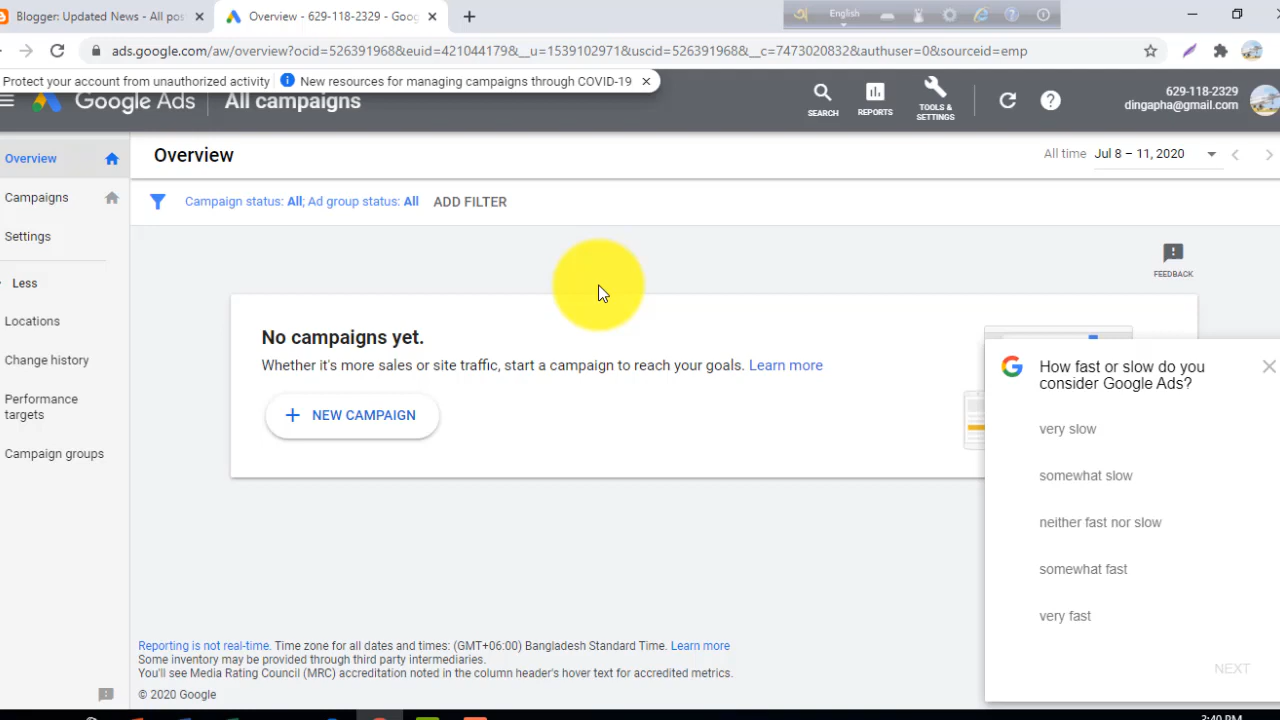 Blogger: Updated News - All pos
Overview - 629-118-2329 - Goog
English
ads.google.com/aw/overview?ocid=526391968&euid=421044179&__u=1539102971&uscid=526391968&__c=7473020832&authuser=0&sourceid=emp
Protect your account from unauthorized activity
New resources for managing campaigns through COVID-19
Google Ads
All campaigns
SEARCH
REPORTS
TOOLS & SETTINGS
629-118-2329
dingapha@gmail.com
Overview
Campaigns
Settings
Less
Locations
Change history
Performance
targets
Campaign groups
Overview
All time
Jul 8 – 11, 2020
Campaign status: All; Ad group status: All
ADD FILTER
FEEDBACK
No campaigns yet.
Whether it's more sales or site traffic, start a campaign to reach your goals. Learn more
+ NEW CAMPAIGN
How fast or slow do you
consider Google Ads?
very slow
somewhat slow
neither fast nor slow
somewhat fast
very fast
NEXT
Reporting is not real-time. Time zone for all dates and times: (GMT+06:00) Bangladesh Standard Time. Learn more
Some inventory may be provided through third party intermediaries.
You'll see Media Rating Council (MRC) accreditation noted in the column header's hover text for accredited metrics.
© 2020 Google
3:40 PM